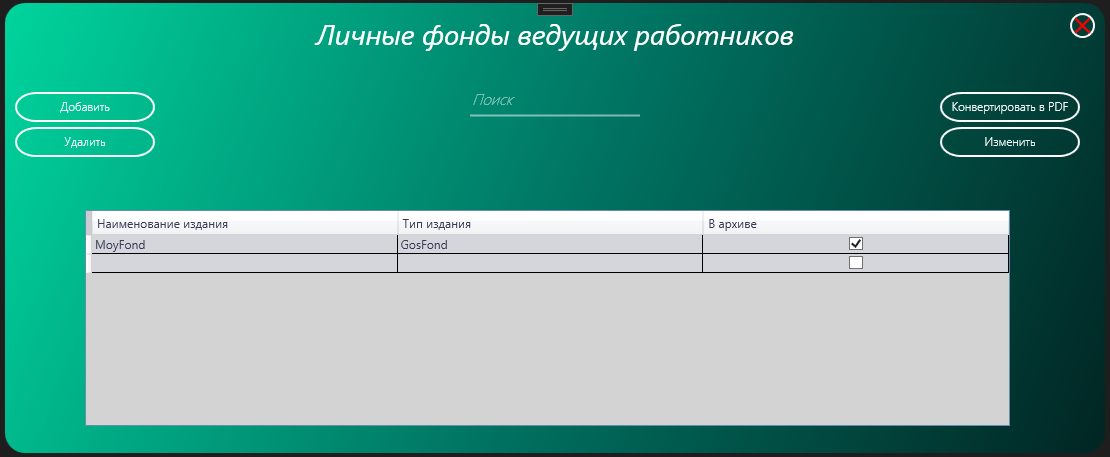 Личные фонды ведущих работников
Добавить
Поиск
Конвертировать в PDF
Удалить
Изменить
Наименование издания Тип издания В архиве
MoyFond GosFond